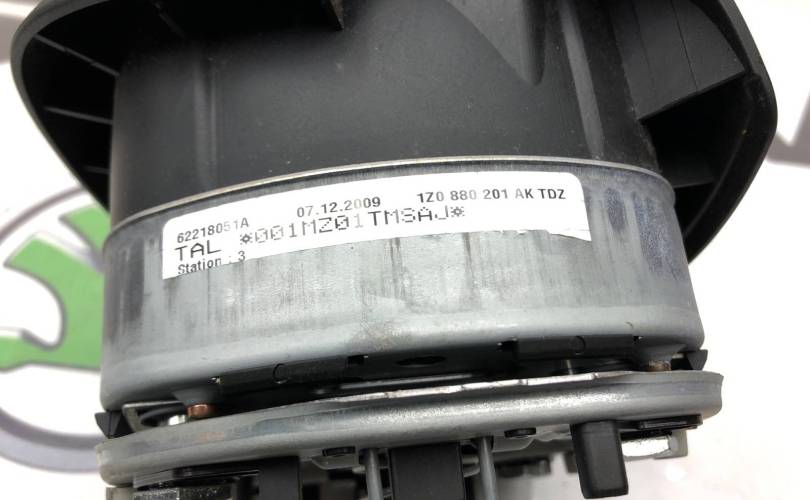 62218051A 07.12.2009 1Z0 880 201 AK TDZ
TAL *001MZ01TMSAJ*
Station : 3